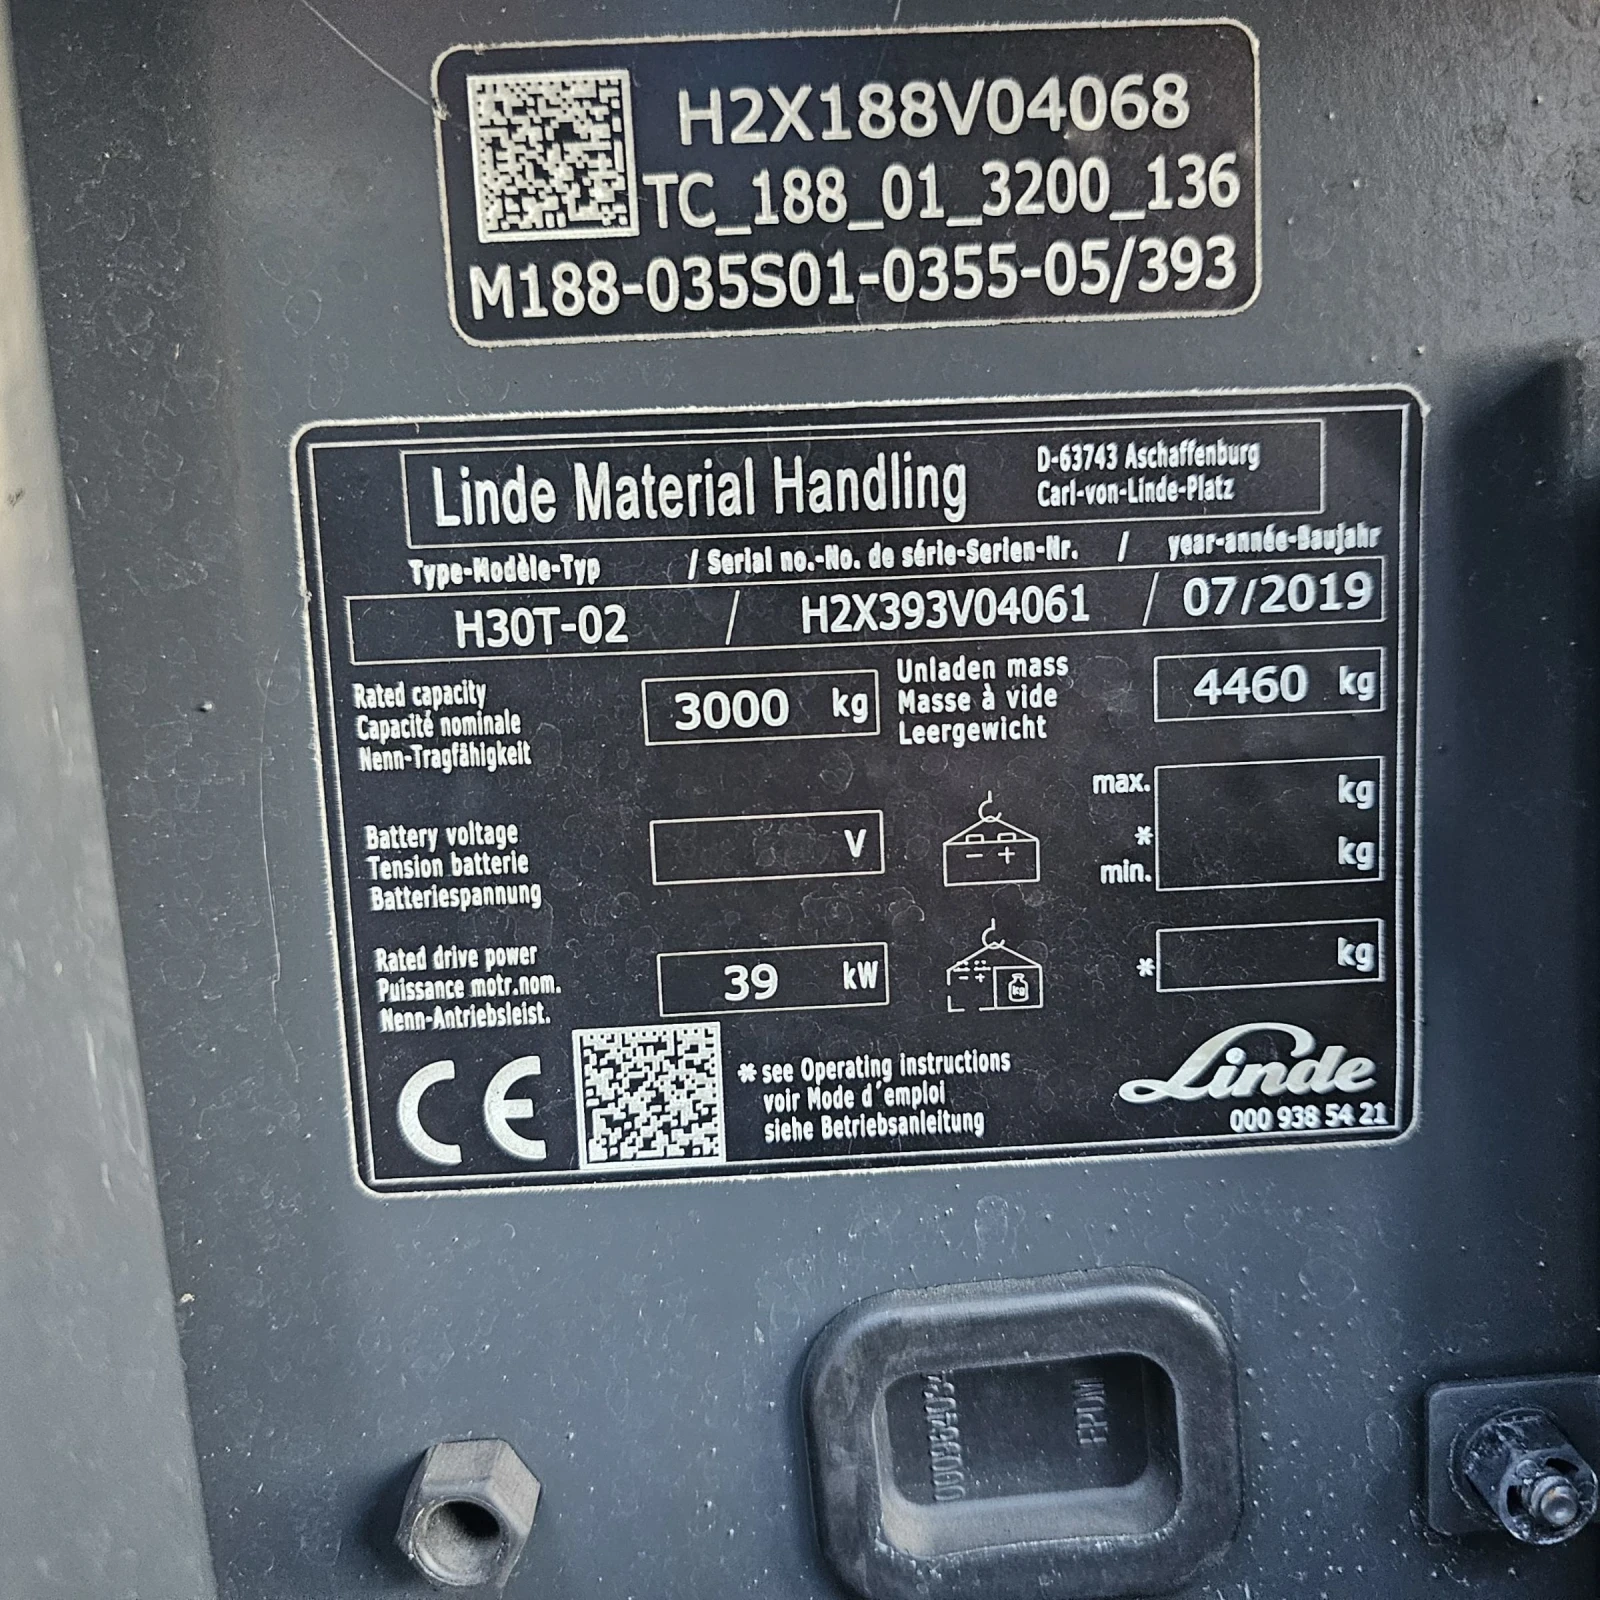 H2X188V04068
TC_188_01_3200_136
M188-035S01-0355-05/393
Linde Material Handling
D-63743 Aschaffenburg
Carl-von-Linde-Platz
Type-Modèle-Typ / Serial no.-No. de série-Serien-Nr. / year-année-Baujahr
H30T-02 / H2X393V04061 / 07/2019
Rated capacity
Capacité nominale
Nenn-Tragfähigkeit
3000 kg
Unladen mass
Masse à vide
Leergewicht
4460 kg
Battery voltage
Tension batterie
Batteriespannung
V
- +
max. kg
*
min. kg
Rated drive power
Puissance motr.nom.
Nenn-Antriebsleist.
39 kW
- +
kg
* kg
CE
* see Operating instructions
voir Mode d'emploi
siehe Betriebsanleitung
Linde
000 938 54 21
EPDM